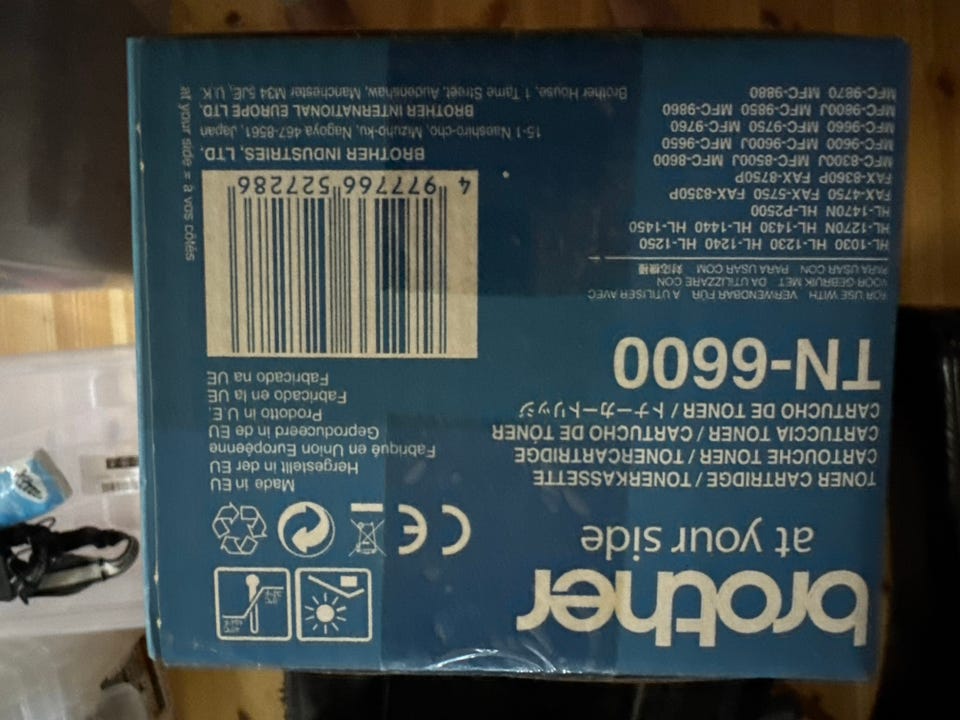 brother
at your side
TONER CARTRIDGE / TONERKASSETTE
CARTOUCHE TONER / TONERCARTRIDGE
CARTUCCIA TONER / CARTUCHO DE TÓNER
CARTUCHO DE TONER / トナーカートリッジ
TN-6600
FOR USE WITH VERWENDBAR FÜR A UTILISER AVEC
VOOR GEBRUIK MET DA UTILIZZARE CON
PARA USAR CON PARA USAR COM 対応機種
HL-1030 HL-1230 HL-1240 HL-1250
HL-1270N HL-1430 HL-1440 HL-1450
HL-1470N HL-P2500
FAX-4750 FAX-5750 FAX-8350P
FAX-8360P FAX-8750P
MFC-8300J MFC-8500J MFC-8600
MFC-9600 MFC-9600J MFC-9650
MFC-9660 MFC-9750 MFC-9760
MFC-9800J MFC-9850 MFC-9860
MFC-9870 MFC-9880
CE
Made in EU
Hergestellt in der EU
Fabriqué en Union Européenne
Geproduceerd in de EU
Prodotto in U.E.
Fabricado en la UE
Fabricado na UE
4 977766 527286
BROTHER INDUSTRIES, LTD.
15-1 Naeshiro-cho, Mizuho-ku, Nagoya 467-8561, Japan
BROTHER INTERNATIONAL EUROPE LTD.
Brother House, 1 Tame Street, Audenshaw, Manchester M34 5JE, U.K.
at your side = à vos côtés